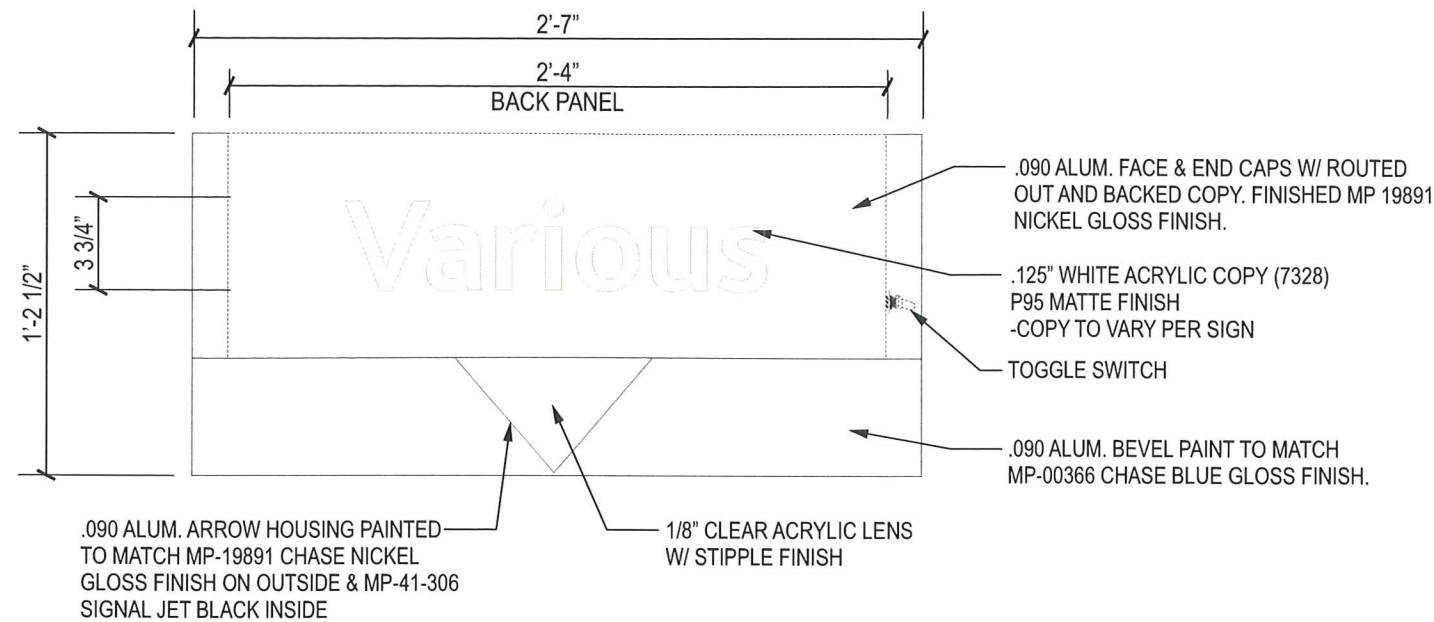 2'-7"
2'-4"
BACK PANEL
1'-2 1/2"
3 3/4"
Various
.090 ALUM. FACE & END CAPS W/ ROUTED
OUT AND BACKED COPY. FINISHED MP 19891
NICKEL GLOSS FINISH.
.125" WHITE ACRYLIC COPY (7328)
P95 MATTE FINISH
-COPY TO VARY PER SIGN
TOGGLE SWITCH
.090 ALUM. BEVEL PAINT TO MATCH
MP-00366 CHASE BLUE GLOSS FINISH.
.090 ALUM. ARROW HOUSING PAINTED
TO MATCH MP-19891 CHASE NICKEL
GLOSS FINISH ON OUTSIDE & MP-41-306
SIGNAL JET BLACK INSIDE
1/8" CLEAR ACRYLIC LENS
W/ STIPPLE FINISH